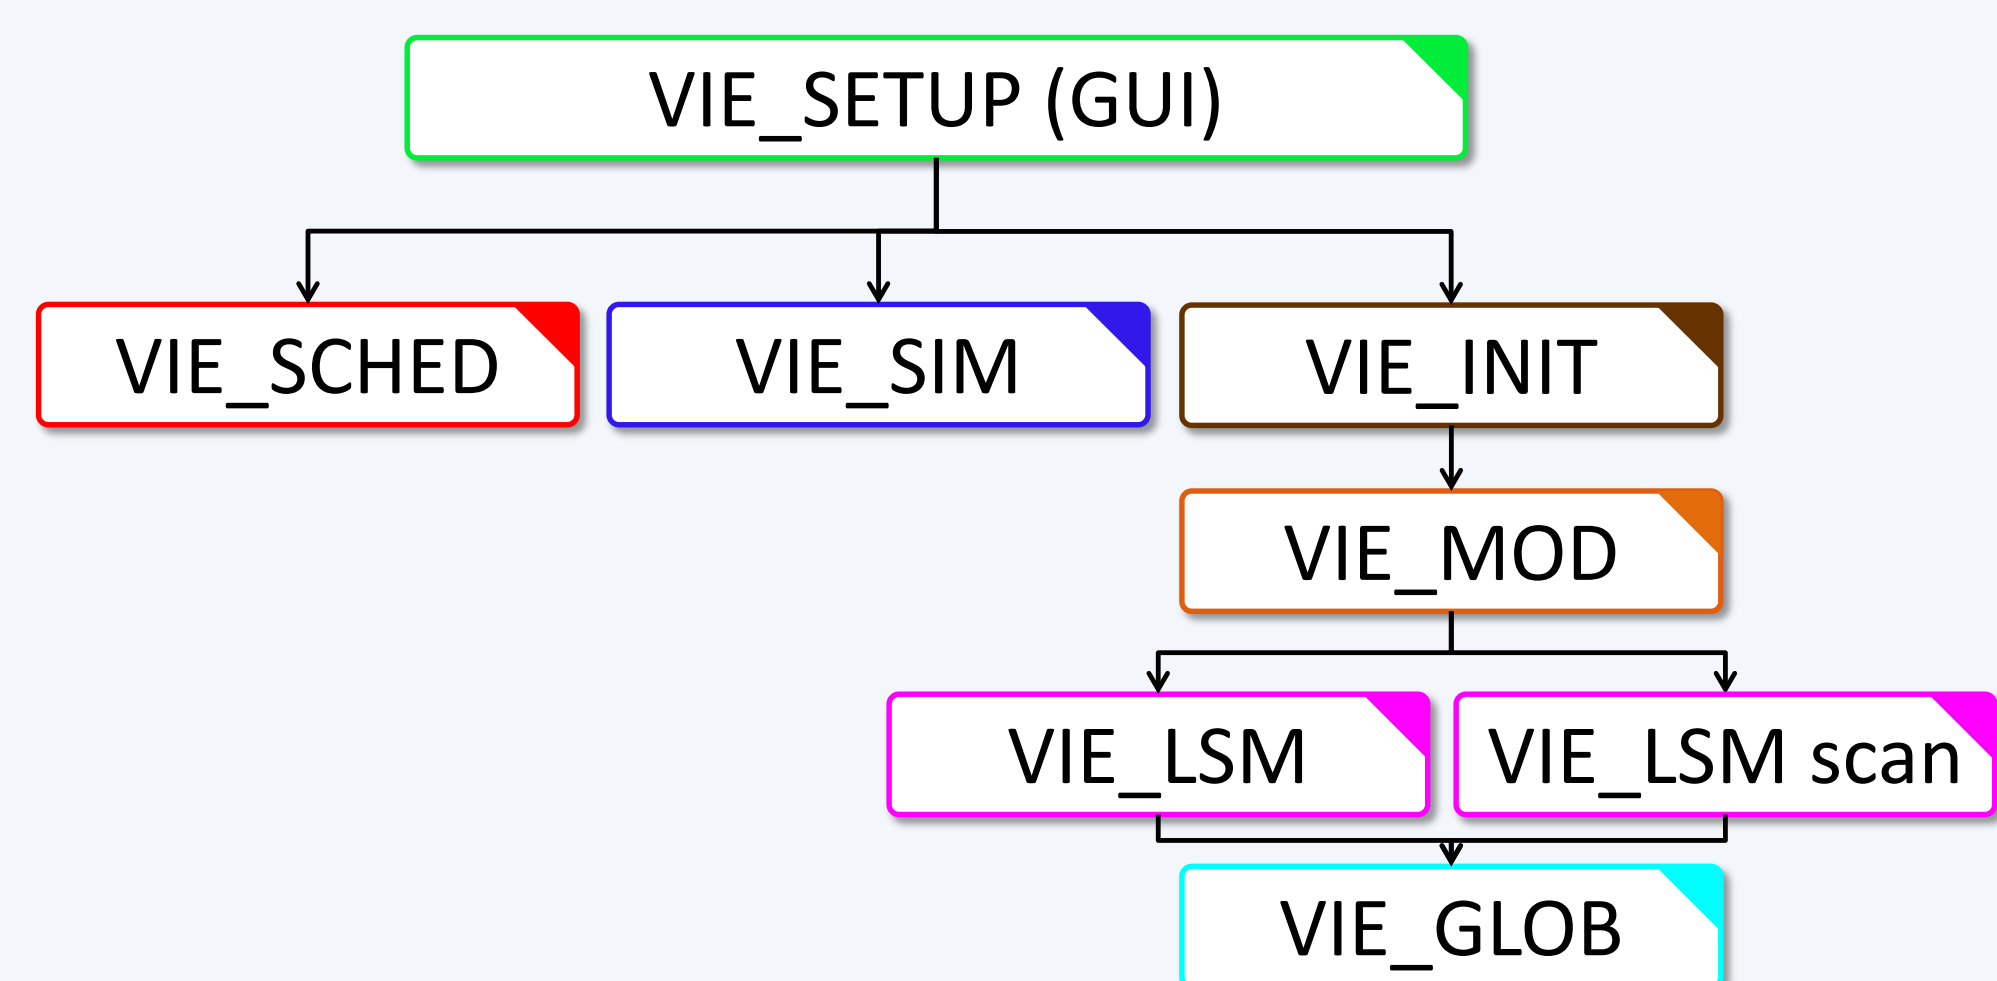 VIE_SETUP (GUI)
VIE_SCHED
VIE_SIM
VIE_INIT
VIE_MOD
VIE_LSM
VIE_LSM scan
VIE_GLOB